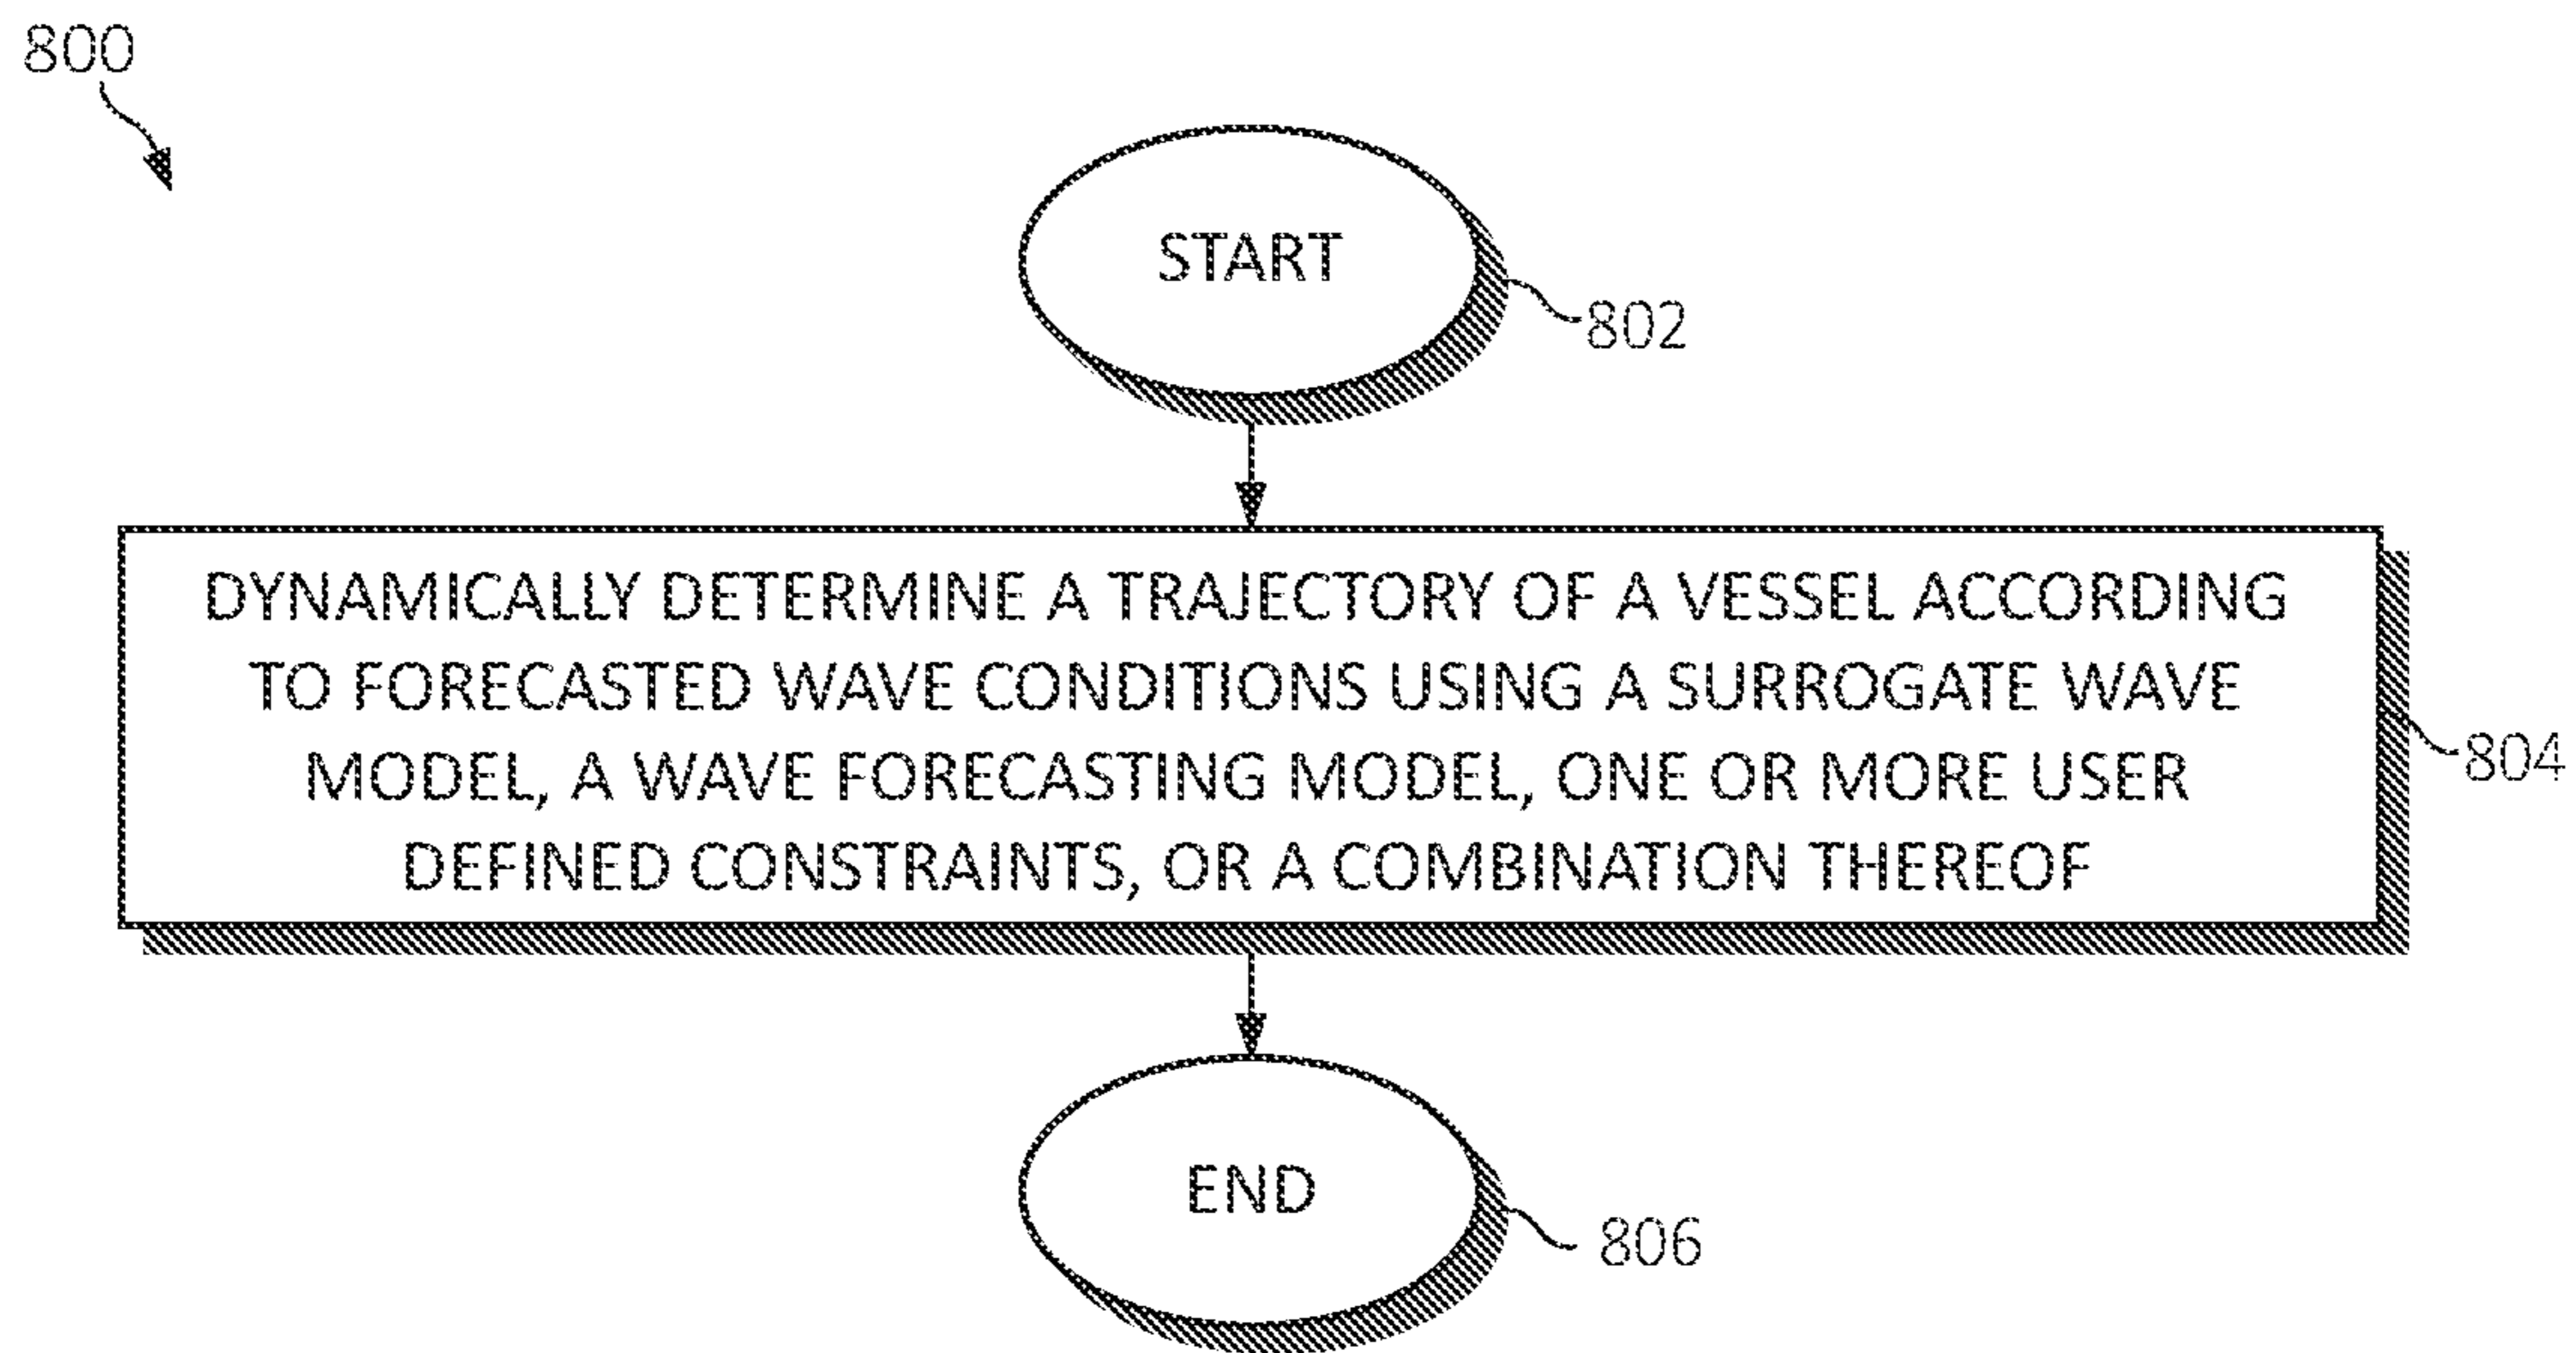 800
START
802
DYNAMICALLY DETERMINE A TRAJECTORY OF A VESSEL ACCORDING
TO FORECASTED WAVE CONDITIONS USING A SURROGATE WAVE
MODEL, A WAVE FORECASTING MODEL, ONE OR MORE USER
DEFINED CONSTRAINTS, OR A COMBINATION THEREOF
804
END
806